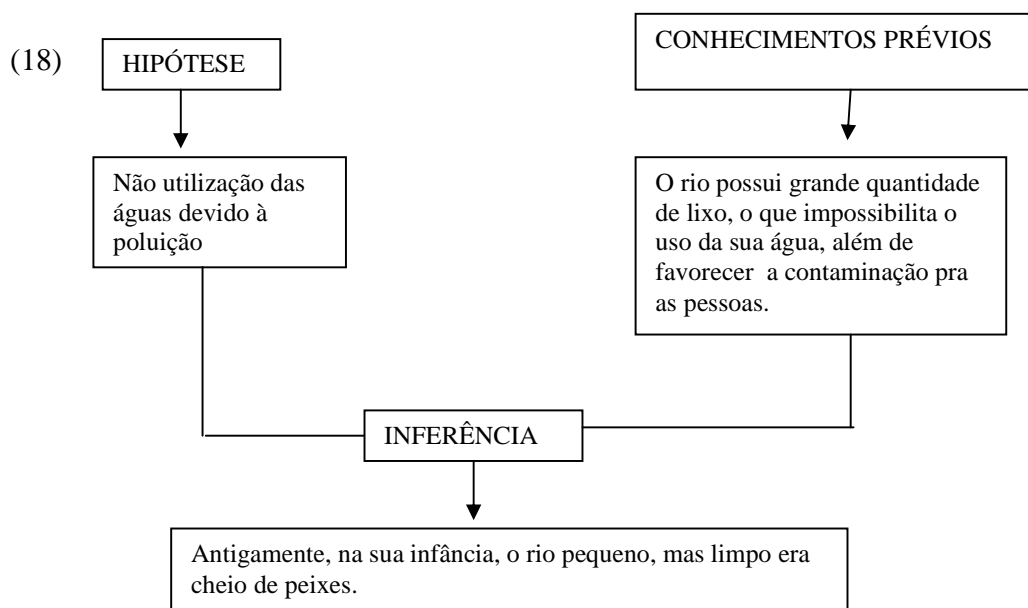 (18)
HIPÓTESE
CONHECIMENTOS PRÉVIOS
Não utilização das
águas devido à
poluição
O rio possui grande quantidade
de lixo, o que impossibilita o
uso da sua água, além de
favorecer a contaminação pra
as pessoas.
INFERÊNCIA
Antigamente, na sua infância, o rio pequeno, mas limpo era
cheio de peixes.